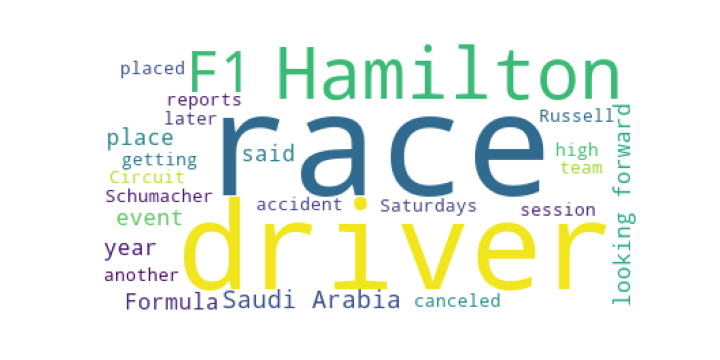 placed
F1 Hamilton
reports
later
race
Russell
place
getting
said
high
team
Circuit
Schumacher
accident
Saturdays
session
looking forward
event
driver
year
another
Formula
Saudi Arabia
canceled